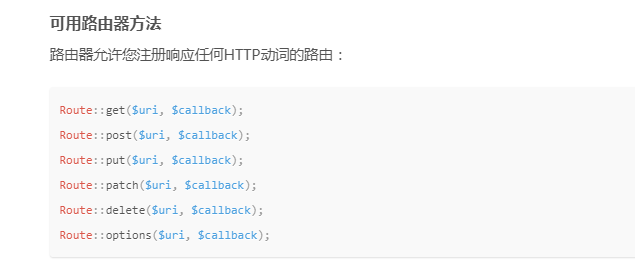 可用路由器方法
路由器允许您注册响应任何HTTP动词的路由：
Route::get($uri, $callback);
Route::post($uri, $callback);
Route::put($uri, $callback);
Route::patch($uri, $callback);
Route::delete($uri, $callback);
Route::options($uri, $callback);